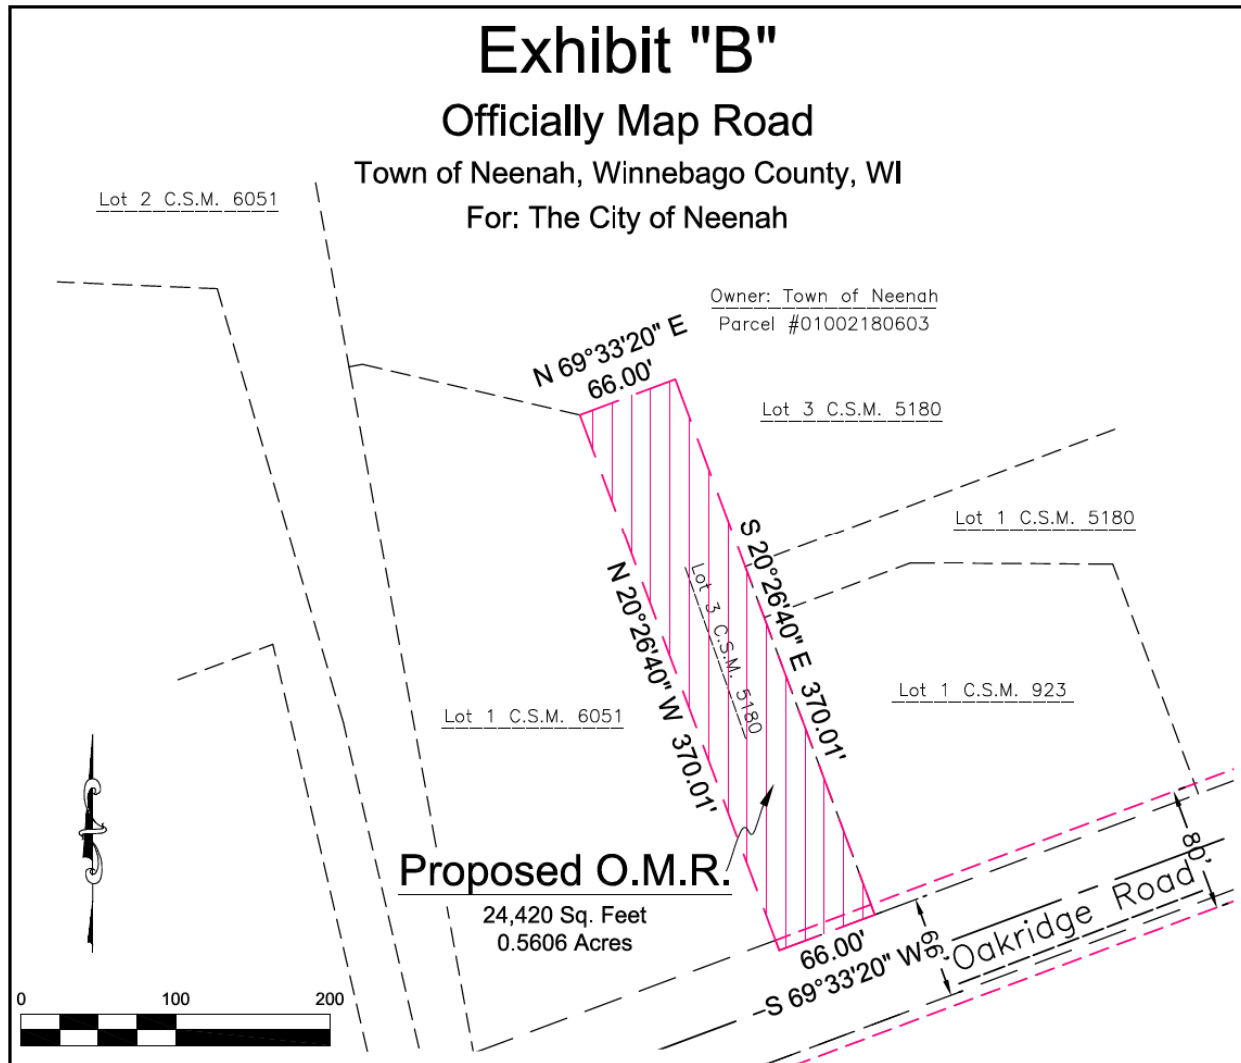 Exhibit "B"
Officially Map Road
Town of Neenah, Winnebago County, WI
For: The City of Neenah
Lot 2 C.S.M. 6051
Owner: Town of Neenah
Parcel #01002180603
N 69°33'20" E
66.00'
Lot 3 C.S.M. 5180
Lot 1 C.S.M. 5180
S 20°26'40" E 370.01'
Lot 3 C.S.M. 5180
N 20°26'40" W 370.01'
Lot 1 C.S.M. 923
Lot 1 C.S.M. 6051
Proposed O.M.R.
24,420 Sq. Feet
0.5606 Acres
80'
66'
Oakridge Road
66.00'
S 69°33'20" W
0 100 200